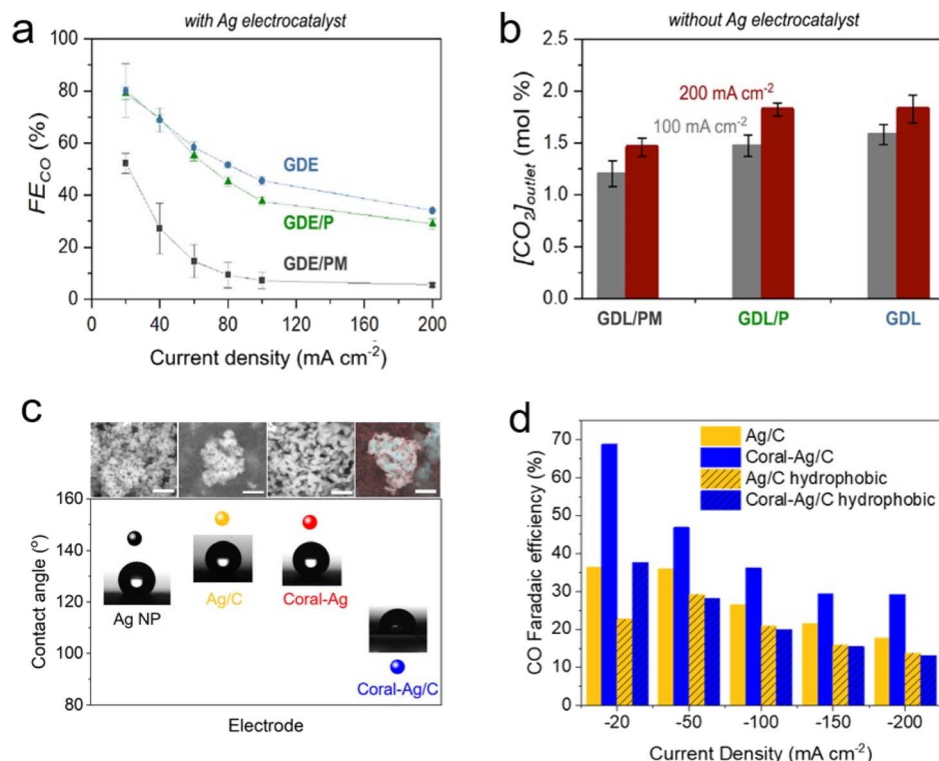 a
with Ag electrocatalyst
100
80
60
40
20
0
FE_CO (%)
GDE
GDE/P
GDE/PM
0 40 80 120 160 200
Current density (mA cm⁻²)
b
without Ag electrocatalyst
2.5
2.0
1.5
1.0
0.5
0.0
[CO₂]outlet (mol %)
200 mA cm⁻²
100 mA cm⁻²
GDL/PM GDL/P GDL
c
160
140
120
100
80
Contact angle (º)
Ag NP
Ag/C
Coral-Ag
Coral-Ag/C
Electrode
d
70
60
50
40
30
20
10
0
CO Faradaic efficiency (%)
Ag/C
Coral-Ag/C
Ag/C hydrophobic
Coral-Ag/C hydrophobic
-20 -50 -100 -150 -200
Current Density (mA cm⁻²)